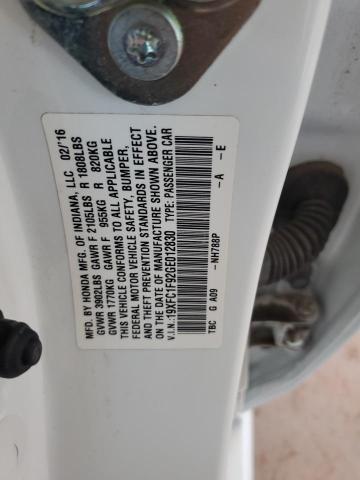 MFD. BY HONDA MFG. OF INDIANA, LLC 02/16
GVWR 3902LBS GAWR F 2105LBS R 1808LBS
GVWR 1770KG GAWR F 955KG R 820KG
THIS VEHICLE CONFORMS TO ALL APPLICABLE
FEDERAL MOTOR VEHICLE SAFETY, BUMPER,
AND THEFT PREVENTION STANDARDS IN EFFECT
ON THE DATE OF MANUFACTURE SHOWN ABOVE.
V.I.N.: 19XFC1F92GE012830 TYPE: PASSENGER CAR
TBC G A09 -NH788P -A -E